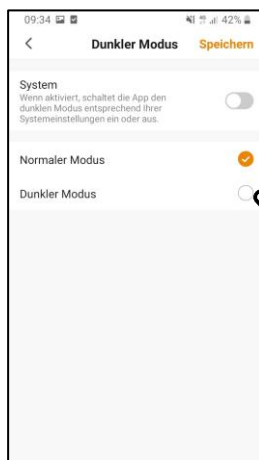 09:34 42%
Dunkler Modus Speichern
System
Wenn aktiviert, schaltet die App den
dunklen Modus entsprechend Ihrer
Systemeinstellungen ein oder aus.
Normaler Modus
Dunkler Modus